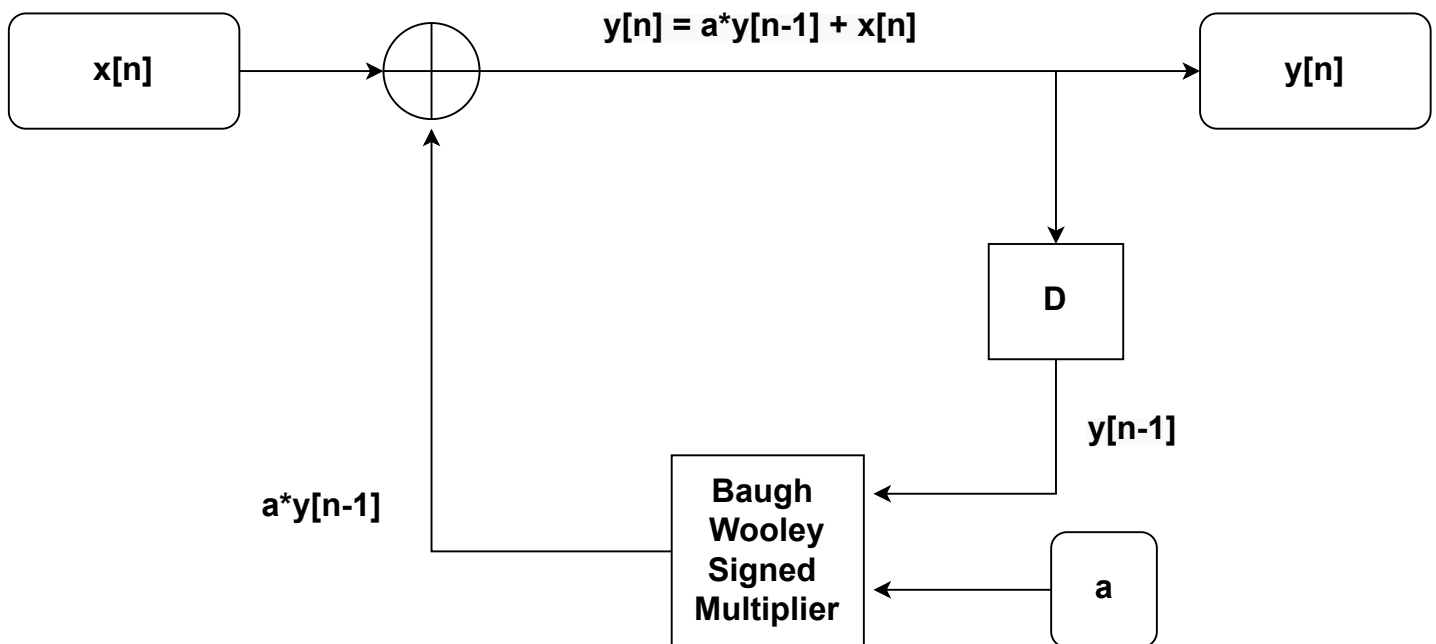 y[n] = a*y[n-1] + x[n]
x[n]
y[n]
D
y[n-1]
a*y[n-1]
Baugh
Wooley
Signed
Multiplier
a